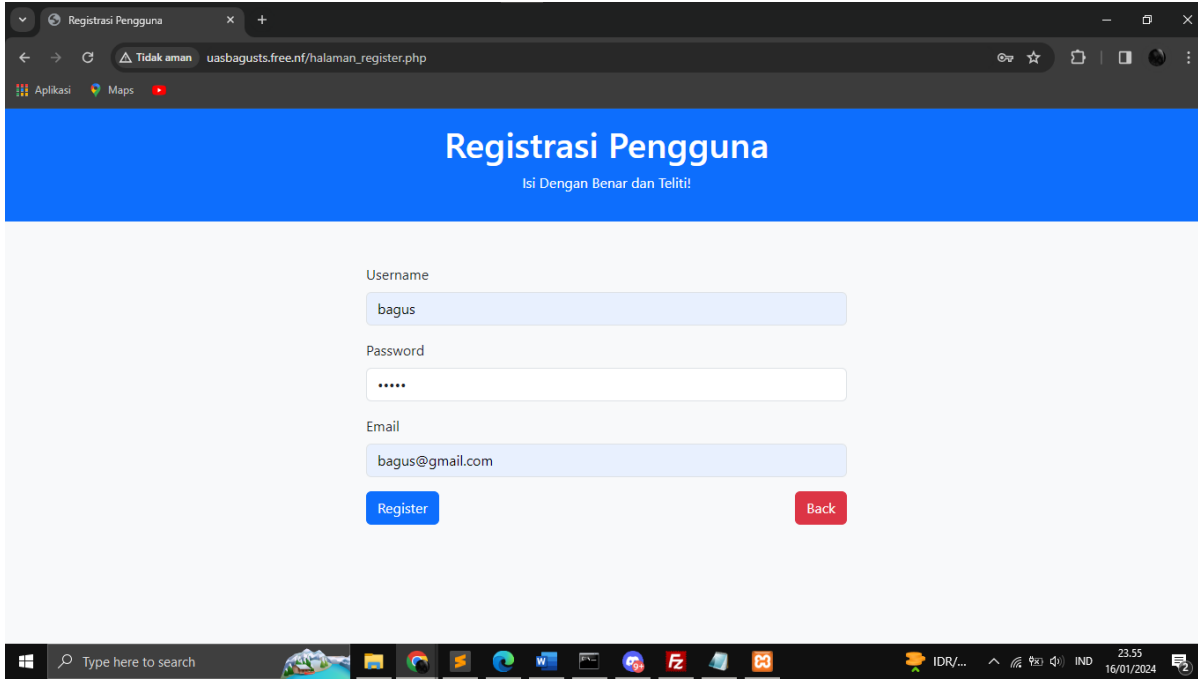 Registrasi Pengguna
Tidak aman uasbagusts.free.nf/halaman_register.php
Aplikasi Maps
Registrasi Pengguna
Isi Dengan Benar dan Teliti!
Username
bagus
Password
•••••
Email
bagus@gmail.com
Register Back
Type here to search IDR/... IND 23.55
16/01/2024